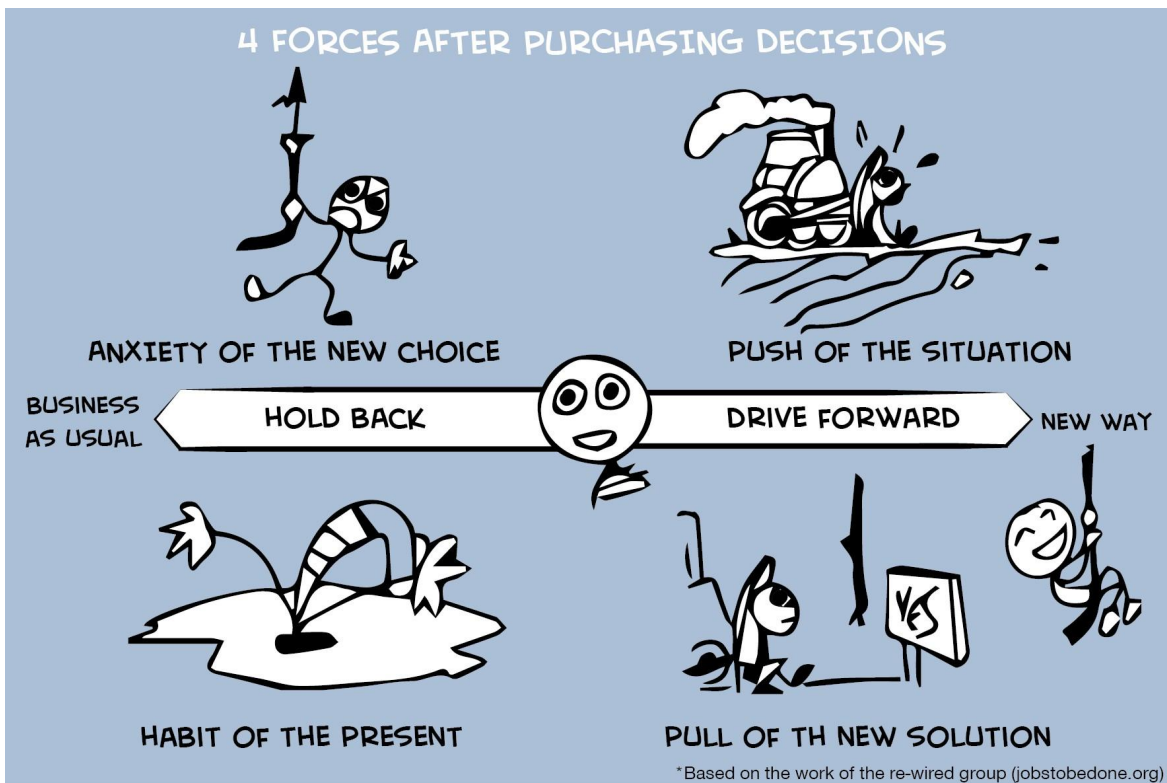 4 FORCES AFTER PURCHASING DECISIONS
ANXIETY OF THE NEW CHOICE
PUSH OF THE SITUATION
BUSINESS
AS USUAL
HOLD BACK
DRIVE FORWARD
NEW WAY
YES
HABIT OF THE PRESENT
PULL OF TH NEW SOLUTION
*Based on the work of the re-wired group (jobstobedone.org)